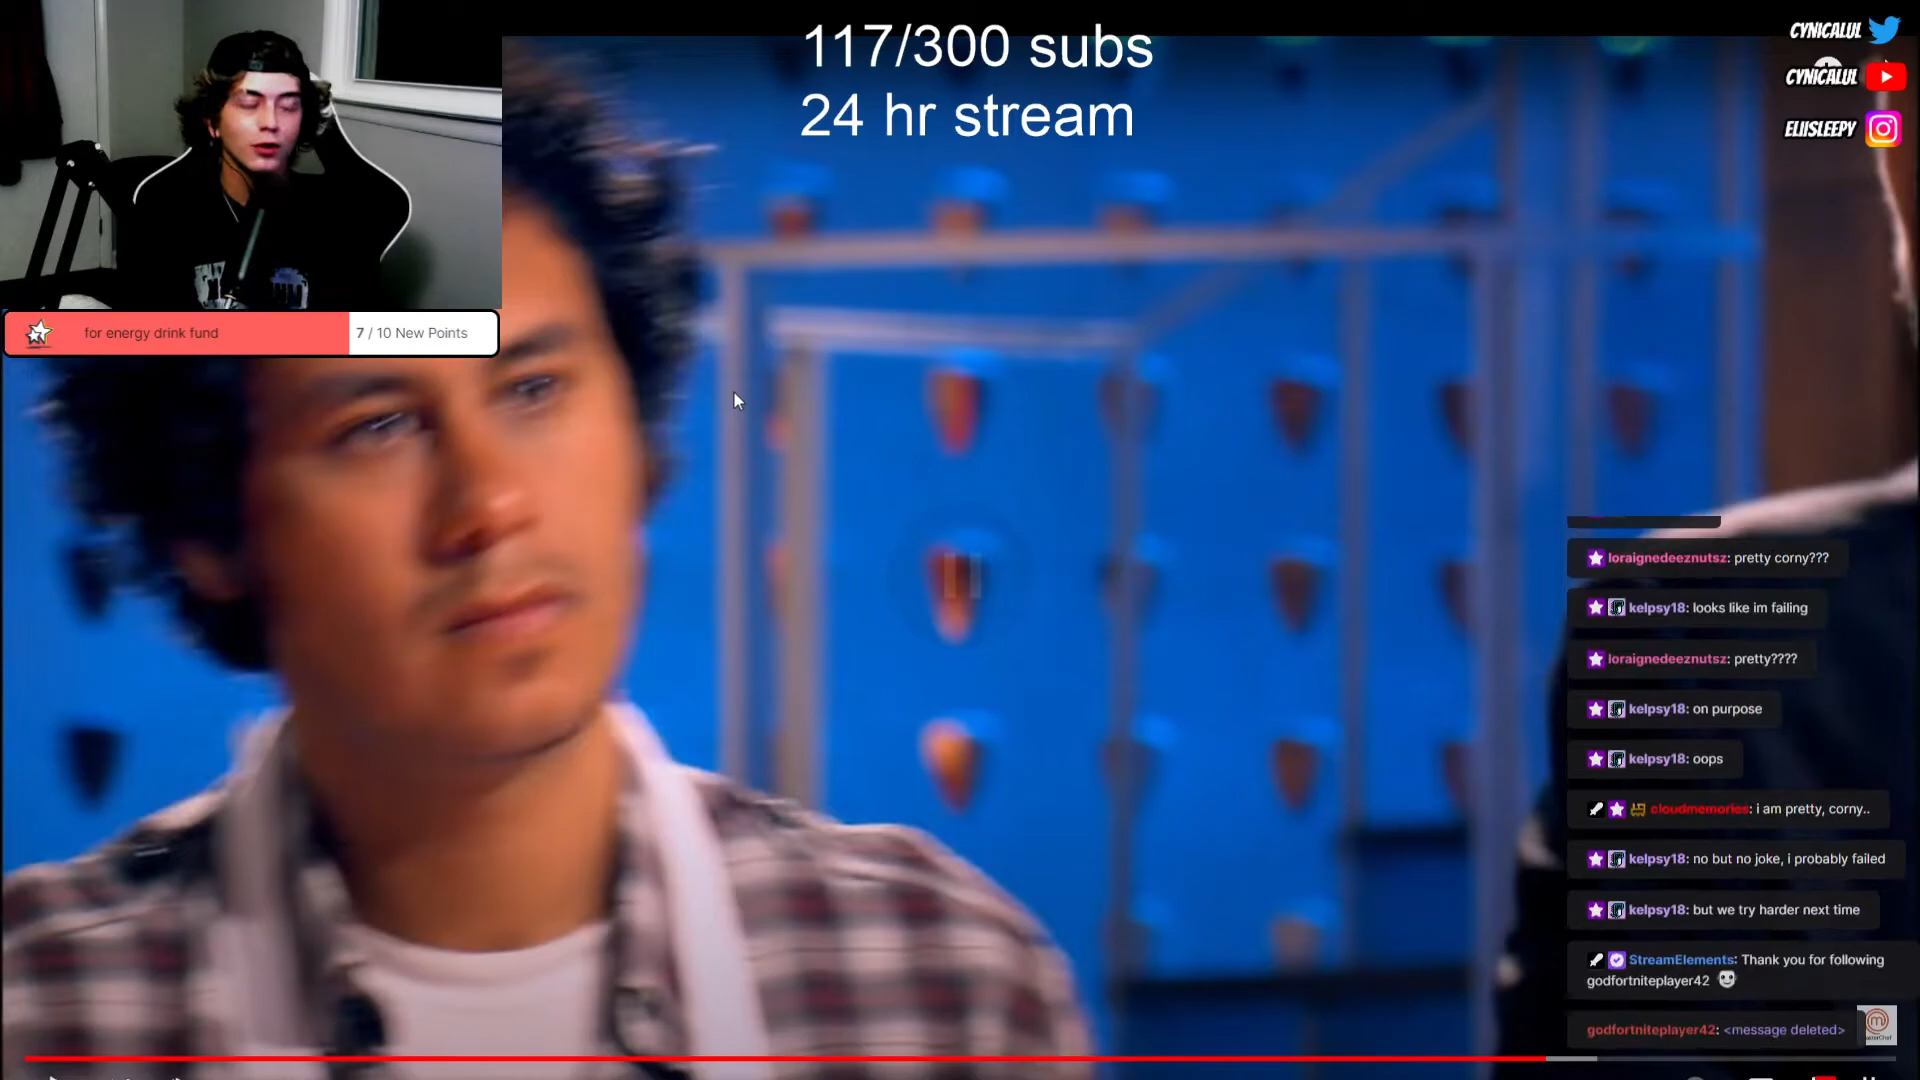 117/300 subs
24 hr stream
CYNICALUL
CYNICALUL
ELIISLEEPY
for energy drink fund
7 / 10 New Points
loraignedeeznutsz: pretty corny???
kelpsy18: looks like im failing
loraignedeeznutsz: pretty????
kelpsy18: on purpose
kelpsy18: oops
cloudmemories: i am pretty, corny..
kelpsy18: no but no joke, i probably failed
kelpsy18: but we try harder next time
StreamElements: Thank you for following
godfortniteplayer42
godfortniteplayer42: <message deleted>